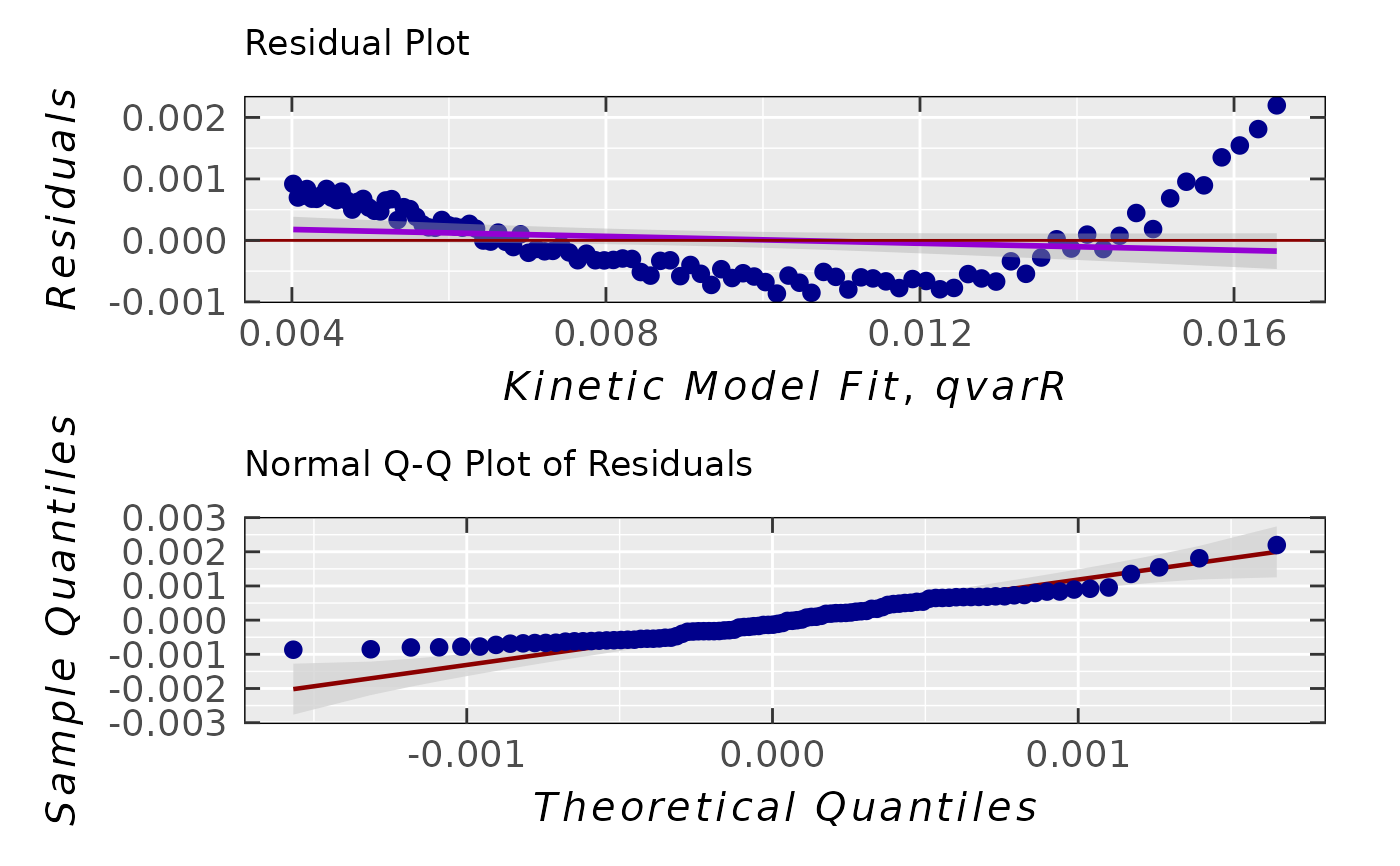 Residual Plot
Residuals
0.002
0.001
0.000
-0.001
0.004 0.008 0.012 0.016
Kinetic Model Fit, qvarR
Normal Q-Q Plot of Residuals
Sample Quantiles
0.003
0.002
0.001
0.000
-0.001
-0.002
-0.003
-0.001 0.000 0.001
Theoretical Quantiles